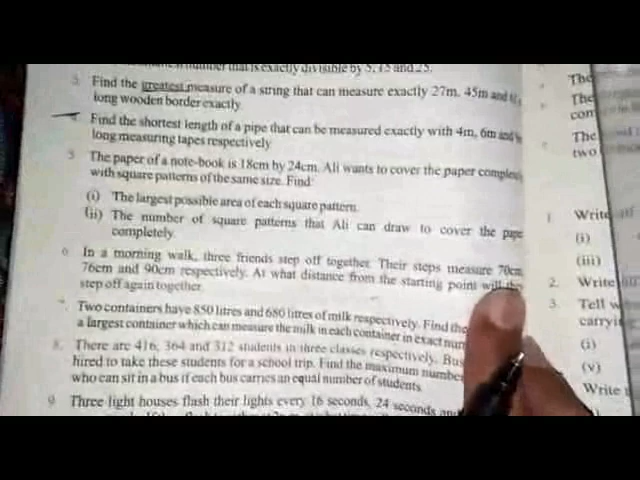 number that is exactly divisible by 5, 15 and 25.
3. Find the greatest measure of a string that can measure exactly 27m, 45m and
long wooden border exactly.
Find the shortest length of a pipe that can be measured exactly with 4m, 6m and
long measuring tapes respectively.
5. The paper of a note-book is 18cm by 24cm. Ali wants to cover the paper
with square patterns of the same size. Find:
(i) The largest possible area of each square pattern.
(ii) The number of square patterns that Ali can draw to cover the
completely.
6. In a morning walk, three friends step off together. Their steps measure 70cm,
76cm and 90cm respectively. At what distance from the starting point will
step off again together.
7. Two containers have 850 litres and 680 litres of milk respectively. Find the
a largest container which can measure the milk in each container in exact
8. There are 416, 364 and 312 students in three classes respectively.
hired to take these students for a school trip. Find the maximum
who can sit in a bus if each bus carries an equal number of students.
9. Three light houses flash their lights every 16 seconds, 24 seconds and
The
The
The
two
1. Write
(i)
(iii)
2. Write
3. Tell
(i)
(v)
Write